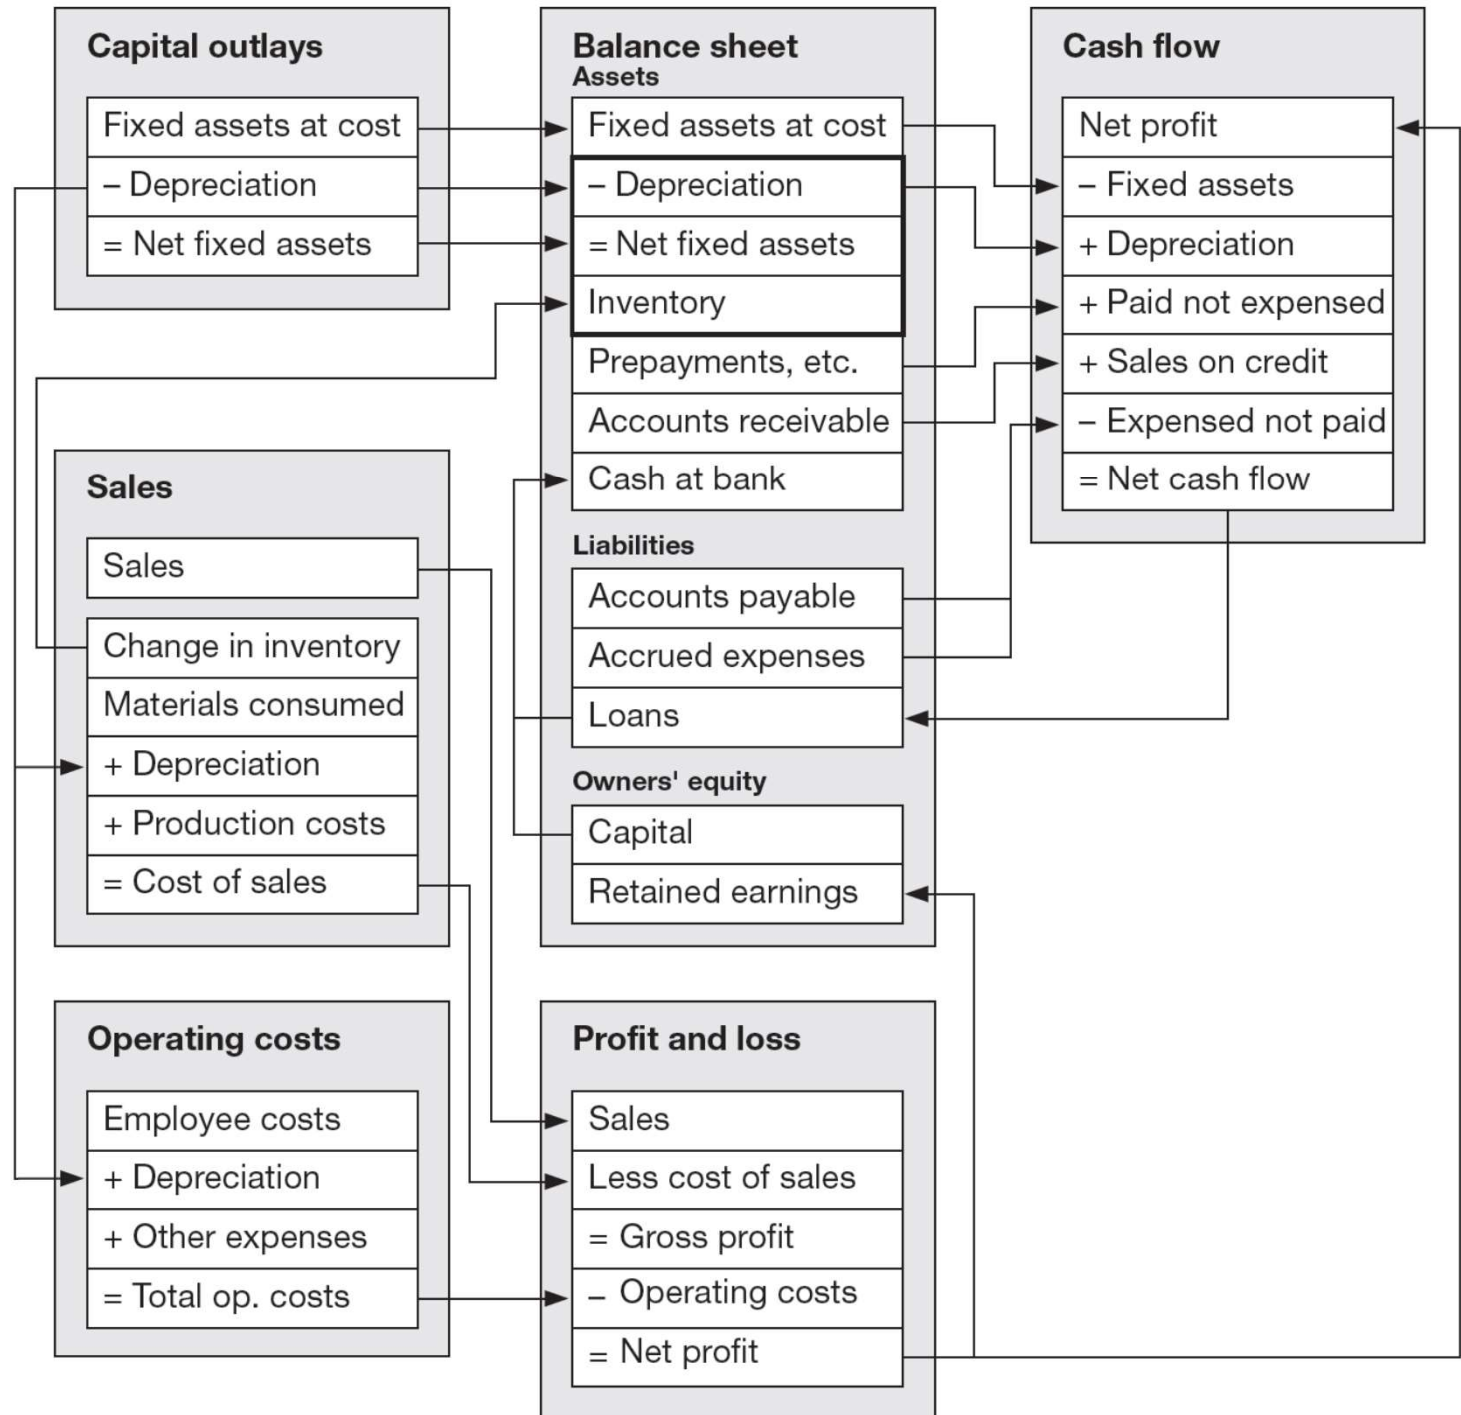 Capital outlays
Fixed assets at cost
– Depreciation
= Net fixed assets
Sales
Sales
Change in inventory
Materials consumed
+ Depreciation
+ Production costs
= Cost of sales
Operating costs
Employee costs
+ Depreciation
+ Other expenses
= Total op. costs
Balance sheet
Assets
Fixed assets at cost
– Depreciation
= Net fixed assets
Inventory
Prepayments, etc.
Accounts receivable
Cash at bank
Liabilities
Accounts payable
Accrued expenses
Loans
Owners' equity
Capital
Retained earnings
Profit and loss
Sales
Less cost of sales
= Gross profit
– Operating costs
= Net profit
Cash flow
Net profit
– Fixed assets
+ Depreciation
+ Paid not expensed
+ Sales on credit
– Expensed not paid
= Net cash flow